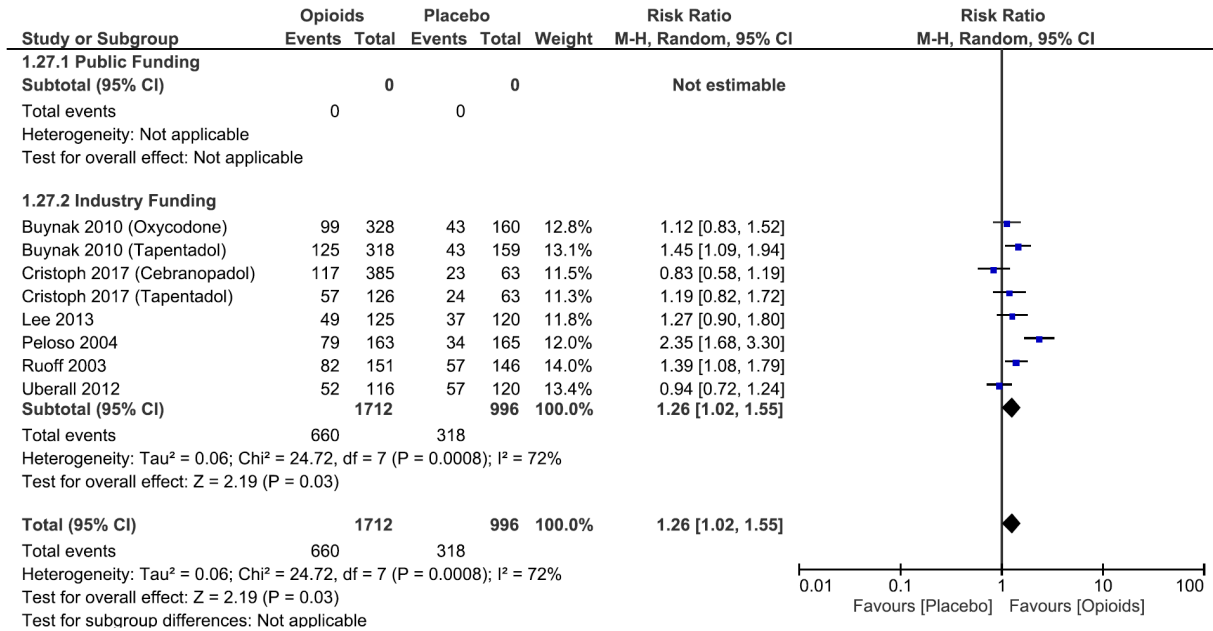 Opioids Placebo Risk Ratio Risk Ratio
Study or Subgroup Events Total Events Total Weight M-H, Random, 95% CI M-H, Random, 95% CI
1.27.1 Public Funding
Subtotal (95% CI) 0 0 Not estimable
Total events 0 0
Heterogeneity: Not applicable
Test for overall effect: Not applicable
1.27.2 Industry Funding
Buynak 2010 (Oxycodone) 99 328 43 160 12.8% 1.12 [0.83, 1.52]
Buynak 2010 (Tapentadol) 125 318 43 159 13.1% 1.45 [1.09, 1.94]
Cristoph 2017 (Cebranopadol) 117 385 23 63 11.5% 0.83 [0.58, 1.19]
Cristoph 2017 (Tapentadol) 57 126 24 63 11.3% 1.19 [0.82, 1.72]
Lee 2013 49 125 37 120 11.8% 1.27 [0.90, 1.80]
Peloso 2004 79 163 34 165 12.0% 2.35 [1.68, 3.30]
Ruoff 2003 82 151 57 146 14.0% 1.39 [1.08, 1.79]
Uberall 2012 52 116 57 120 13.4% 0.94 [0.72, 1.24]
Subtotal (95% CI) 1712 996 100.0% 1.26 [1.02, 1.55]
Total events 660 318
Heterogeneity: Tau² = 0.06; Chi² = 24.72, df = 7 (P = 0.0008); I² = 72%
Test for overall effect: Z = 2.19 (P = 0.03)
Total (95% CI) 1712 996 100.0% 1.26 [1.02, 1.55]
Total events 660 318
Heterogeneity: Tau² = 0.06; Chi² = 24.72, df = 7 (P = 0.0008); I² = 72%
Test for overall effect: Z = 2.19 (P = 0.03)
Test for subgroup differences: Not applicable
0.01 0.1 1 10 100
Favours [Placebo] Favours [Opioids]